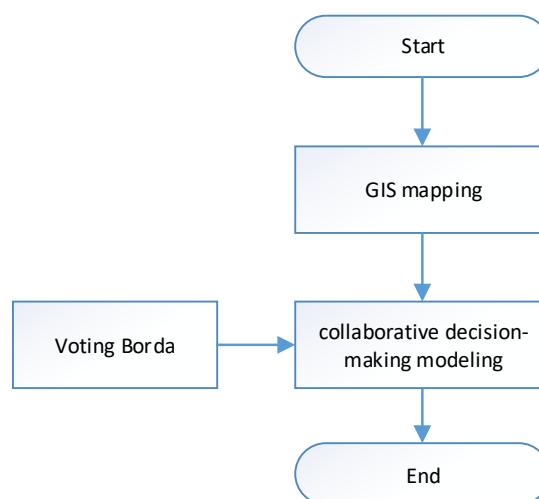 Start
GIS mapping
Voting Borda
collaborative decision-
making modeling
End